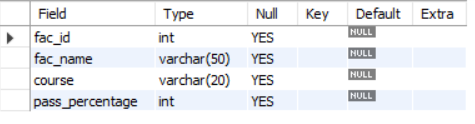 Field Type Null Key Default Extra
fac_id int YES NULL
fac_name varchar(50) YES NULL
course varchar(20) YES NULL
pass_percentage int YES NULL